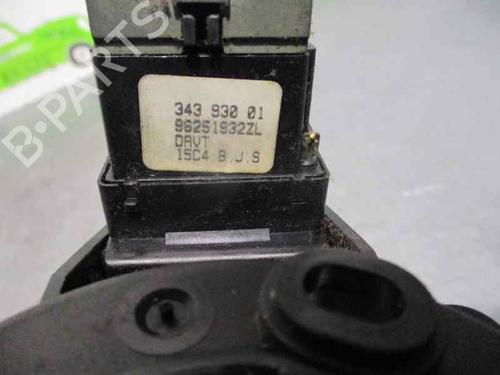 B-PARTS
343 930 01
96251932ZL
DAVT
15C4 B.J.S